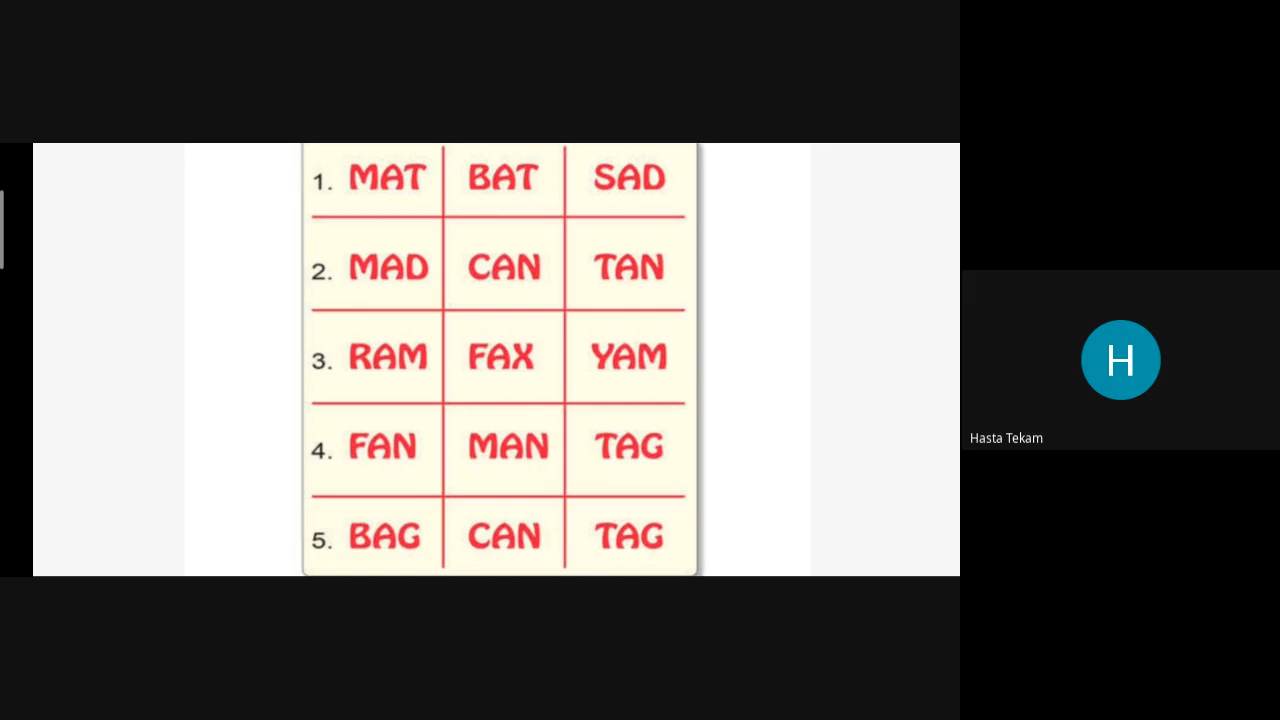 1. MAT BAT SAD
2. MAD CAN TAN
3. RAM FAX YAM
4. FAN MAN TAG
5. BAG CAN TAG
H
Hasta Tekam